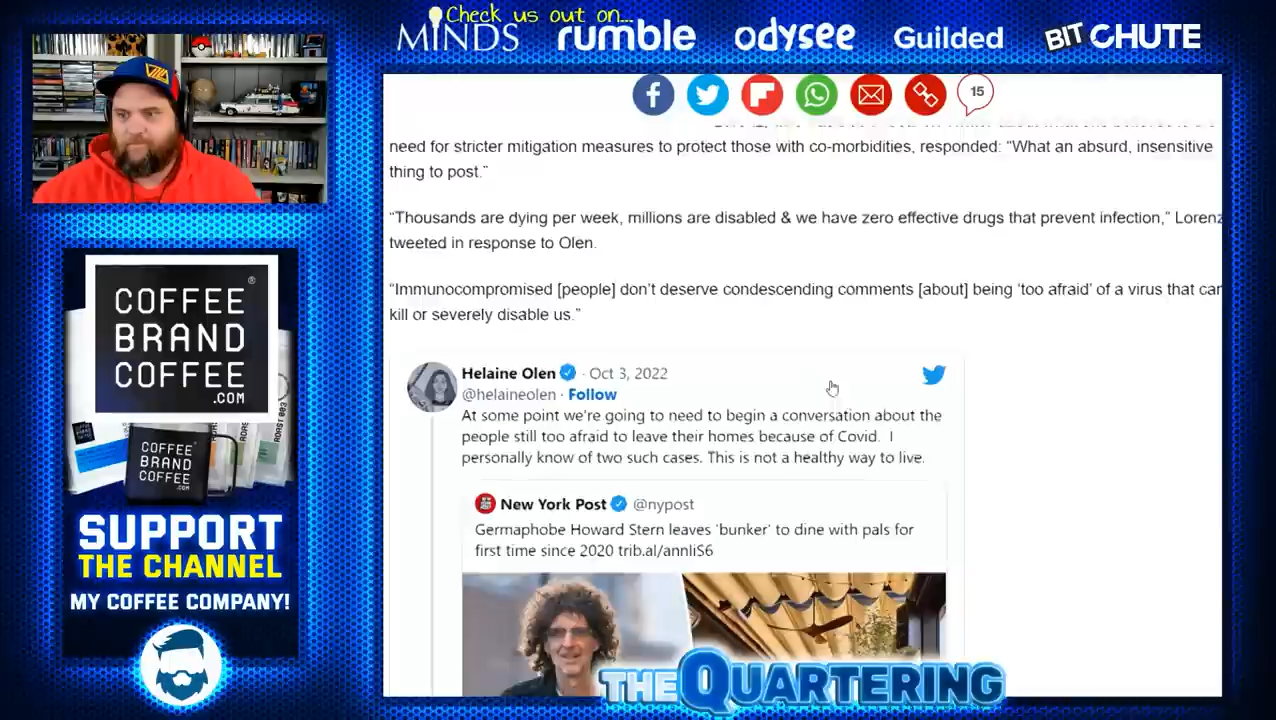 Check us out on...
MINDS rumble odysee Guilded BITCHUTE
15
need for stricter mitigation measures to protect those with co-morbidities, responded: “What an absurd, insensitive
thing to post.”
“Thousands are dying per week, millions are disabled & we have zero effective drugs that prevent infection,” Lorenz
tweeted in response to Olen.
“Immunocompromised [people] don’t deserve condescending comments [about] being ‘too afraid’ of a virus that can
kill or severely disable us.”
Helaine Olen · Oct 3, 2022
@helaineolen · Follow
At some point we're going to need to begin a conversation about the
people still too afraid to leave their homes because of Covid. I
personally know of two such cases. This is not a healthy way to live.
New York Post @nypost
Germaphobe Howard Stern leaves 'bunker' to dine with pals for
first time since 2020 trib.al/annIiS6
COFFEE®
BRAND
COFFEE
.COM
COFFEE
BRAND
COFFEE
.COM
SUPPORT
THE CHANNEL
MY COFFEE COMPANY!
THE QUARTERING